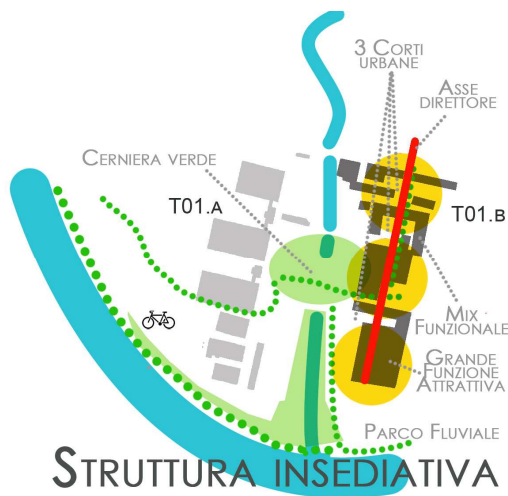 3 Corti
urbane
Asse
direttore
Cerniera verde
T01.A
T01.B
Mix
Funzionale
Grande
Funzione
Attrattiva
Parco Fluviale
Struttura insediativa